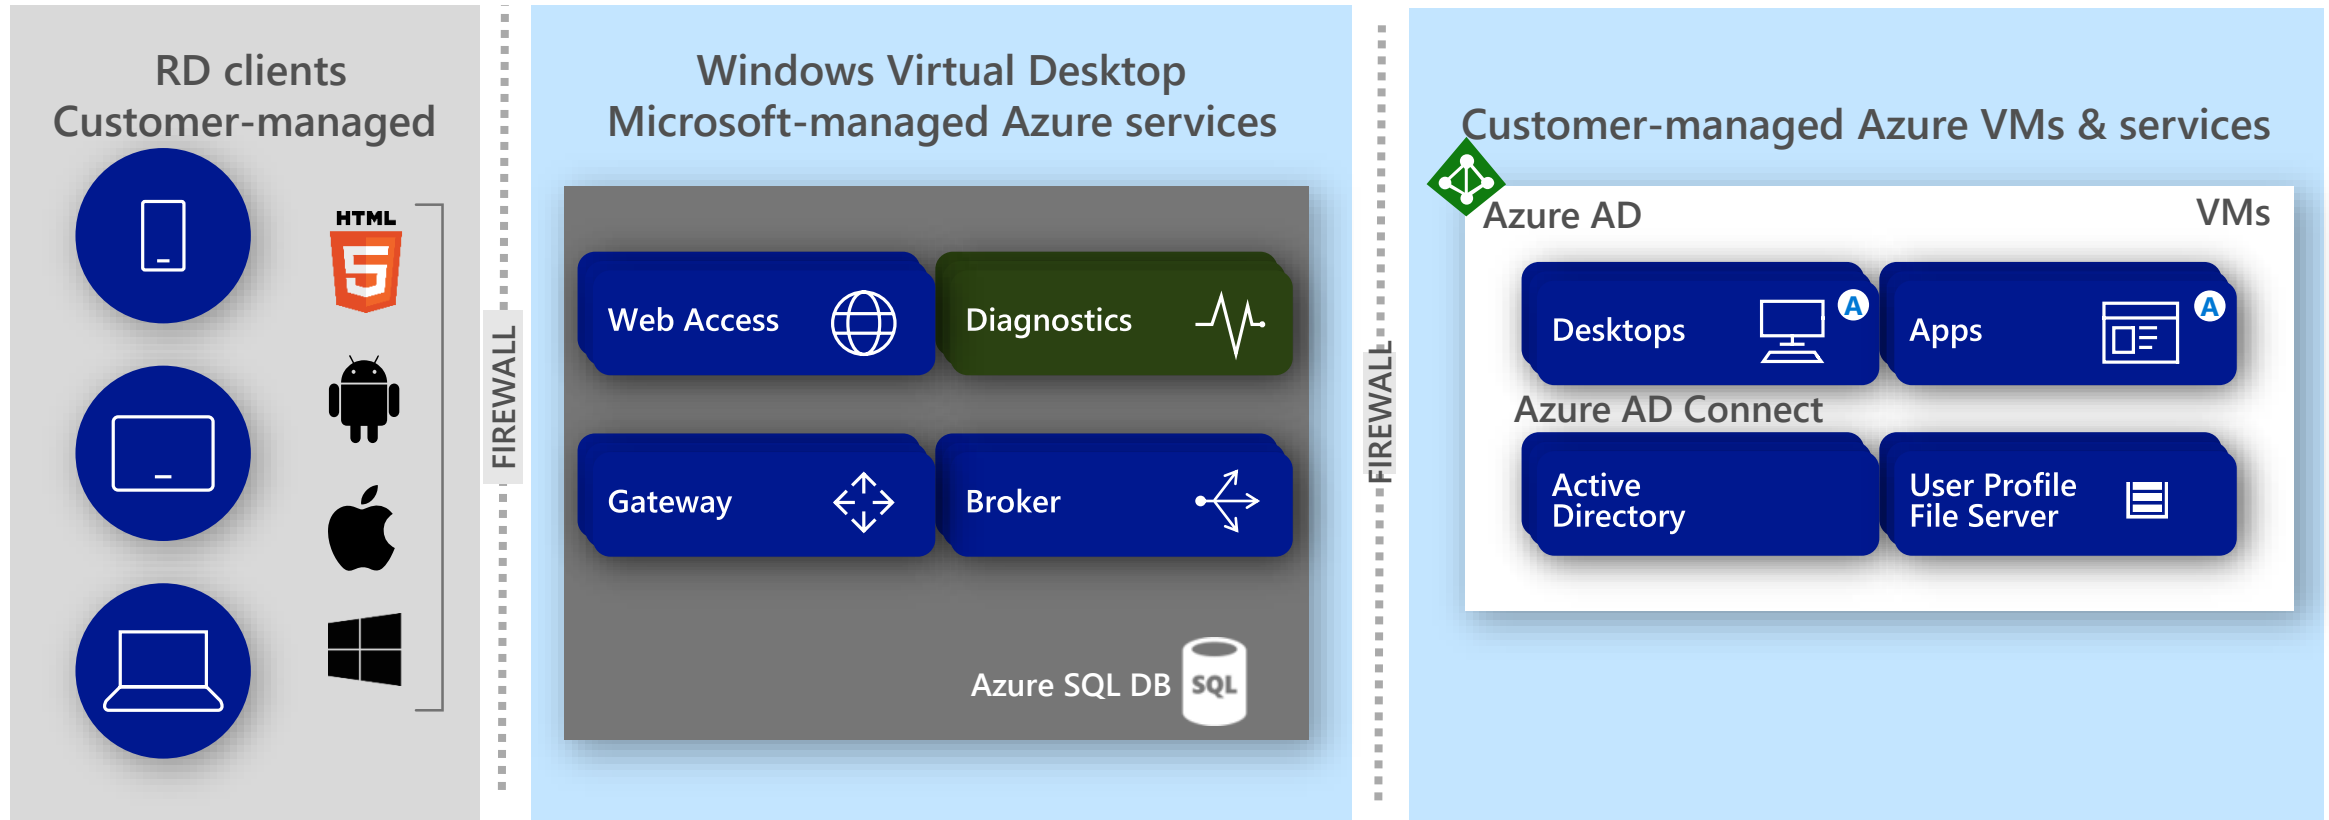 RD clients
Customer-managed
HTML
5
FIREWALL
Windows Virtual Desktop
Microsoft-managed Azure services
Web Access
Diagnostics
Gateway
Broker
Azure SQL DB
SQL
FIREWALL
Customer-managed Azure VMs & services
Azure AD
VMs
Desktops
A
Apps
A
Azure AD Connect
Active
Directory
User Profile
File Server